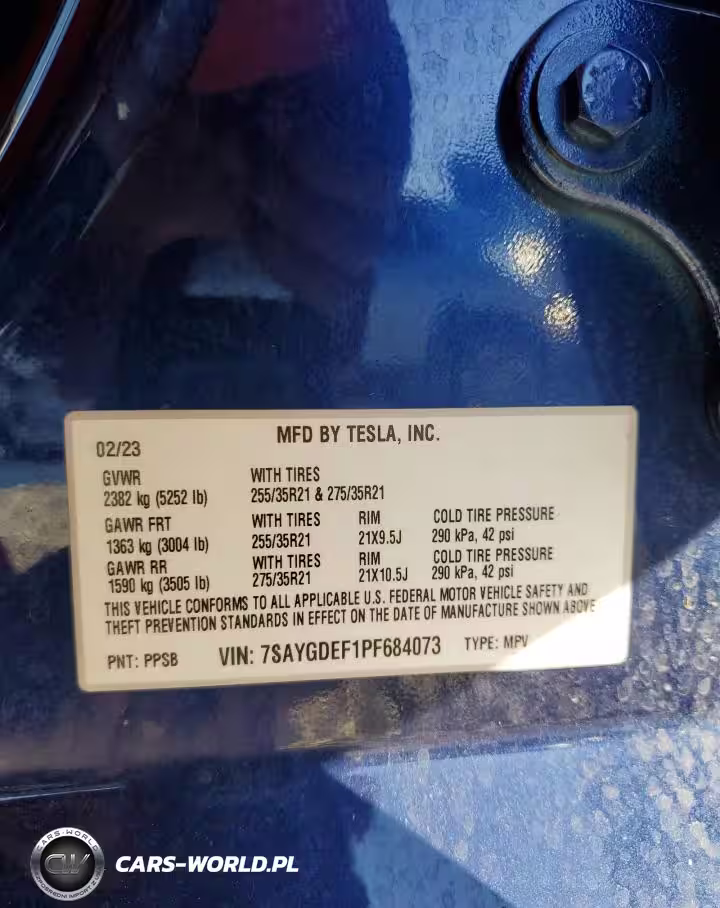 02/23
MFD BY TESLA, INC.
GVWR
2382 kg (5252 lb)
WITH TIRES
255/35R21 & 275/35R21
GAWR FRT
1363 kg (3004 lb)
WITH TIRES
255/35R21
RIM
21X9.5J
COLD TIRE PRESSURE
290 kPa, 42 psi
GAWR RR
1590 kg (3505 lb)
WITH TIRES
275/35R21
RIM
21X10.5J
COLD TIRE PRESSURE
290 kPa, 42 psi
THIS VEHICLE CONFORMS TO ALL APPLICABLE U.S. FEDERAL MOTOR VEHICLE SAFETY AND
THEFT PREVENTION STANDARDS IN EFFECT ON THE DATE OF MANUFACTURE SHOWN ABOVE
PNT: PPSB
VIN: 7SAYGDEF1PF684073
TYPE: MPV
CARS-WORLD
CW
CARS-WORLD.PL